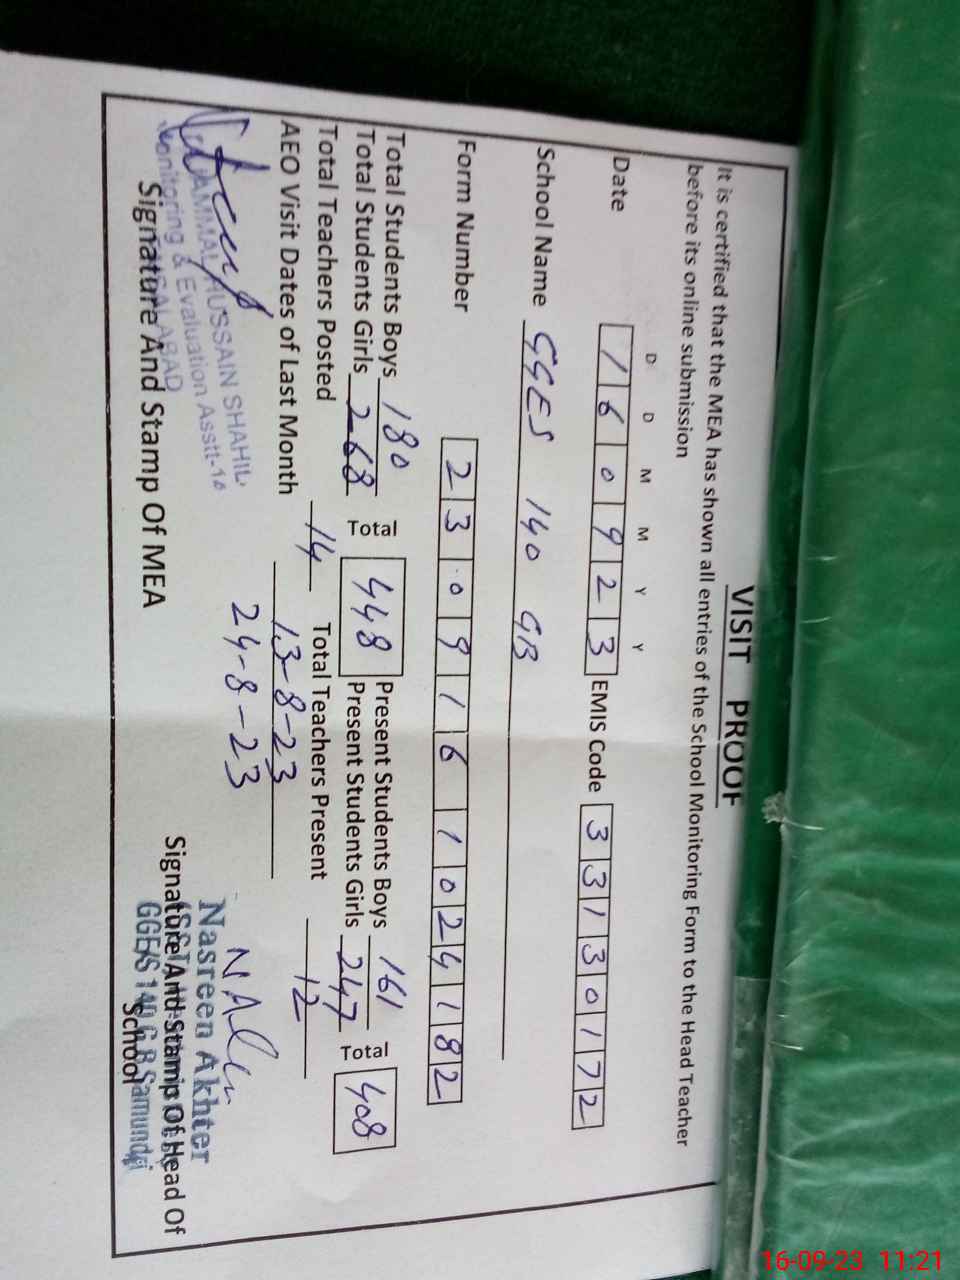 VISIT PROOF
It is certified that the MEA has shown all entries of the School Monitoring Form to the Head Teacher
before its online submission
D D M M Y Y
Date 1 6 0 9 2 3 EMIS Code 3 3 1 3 0 1 7 2
School Name GGES 140 GB
Form Number 2 3 0 9 1 6 1 0 2 4 1 8 2
Total Students Boys 180 Total 448 Present Students Boys 161 Total 408
Total Students Girls 268 Present Students Girls 247
Total Teachers Posted 14 Total Teachers Present 12
AEO Visit Dates of Last Month 13-8-23
24-8-23
HUSSAIN SHAHID
Monitoring & Evaluation Asstt-18
FAISALABAD
Signature And Stamp Of MEA
Nasreen Akhter
Signature And Stamp Of Head Of
School
GGE/S 140 G B Samundri
16-09-23 11:21